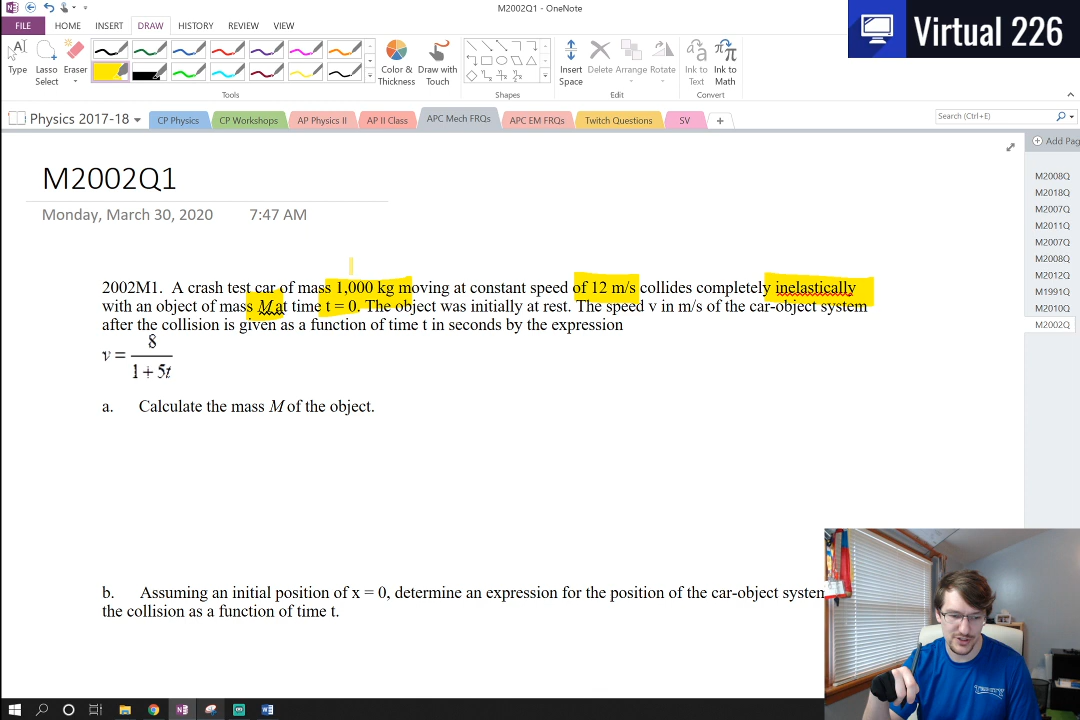 M2002Q1 - OneNote
FILE HOME INSERT DRAW HISTORY REVIEW VIEW
Virtual 226
Type Lasso Select Eraser Color & Thickness Draw with Touch Insert Space Delete Arrange Rotate Ink to Text Ink to Math
Tools Shapes Edit Convert
Physics 2017-18 CP Physics CP Workshops AP Physics II AP II Class APC Mech FRQs APC EM FRQs Twitch Questions SV + Search (Ctrl+E)
Add Pag
M2002Q1
Monday, March 30, 2020 7:47 AM
M2008Q
M2018Q
M2007Q
M2011Q
M2007Q
M2008Q
M2012Q
M1991Q
M2010Q
M2002Q
2002M1. A crash test car of mass 1,000 kg moving at constant speed of 12 m/s collides completely inelastically
with an object of mass M at time t = 0. The object was initially at rest. The speed v in m/s of the car-object system
after the collision is given as a function of time t in seconds by the expression
v = 8 / (1 + 5t)
a. Calculate the mass M of the object.
b. Assuming an initial position of x = 0, determine an expression for the position of the car-object system
the collision as a function of time t.